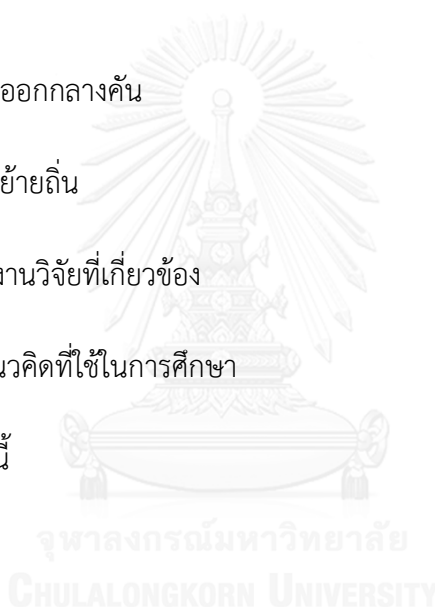 ออกกลางคัน
ย้ายถิ่น
งานวิจัยที่เกี่ยวข้อง
นวคิดที่ใช้ในการศึกษา
นี้
จุฬาลงกรณ์มหาวิทยาลัย
CHULALONGKORN UNIVERSITY